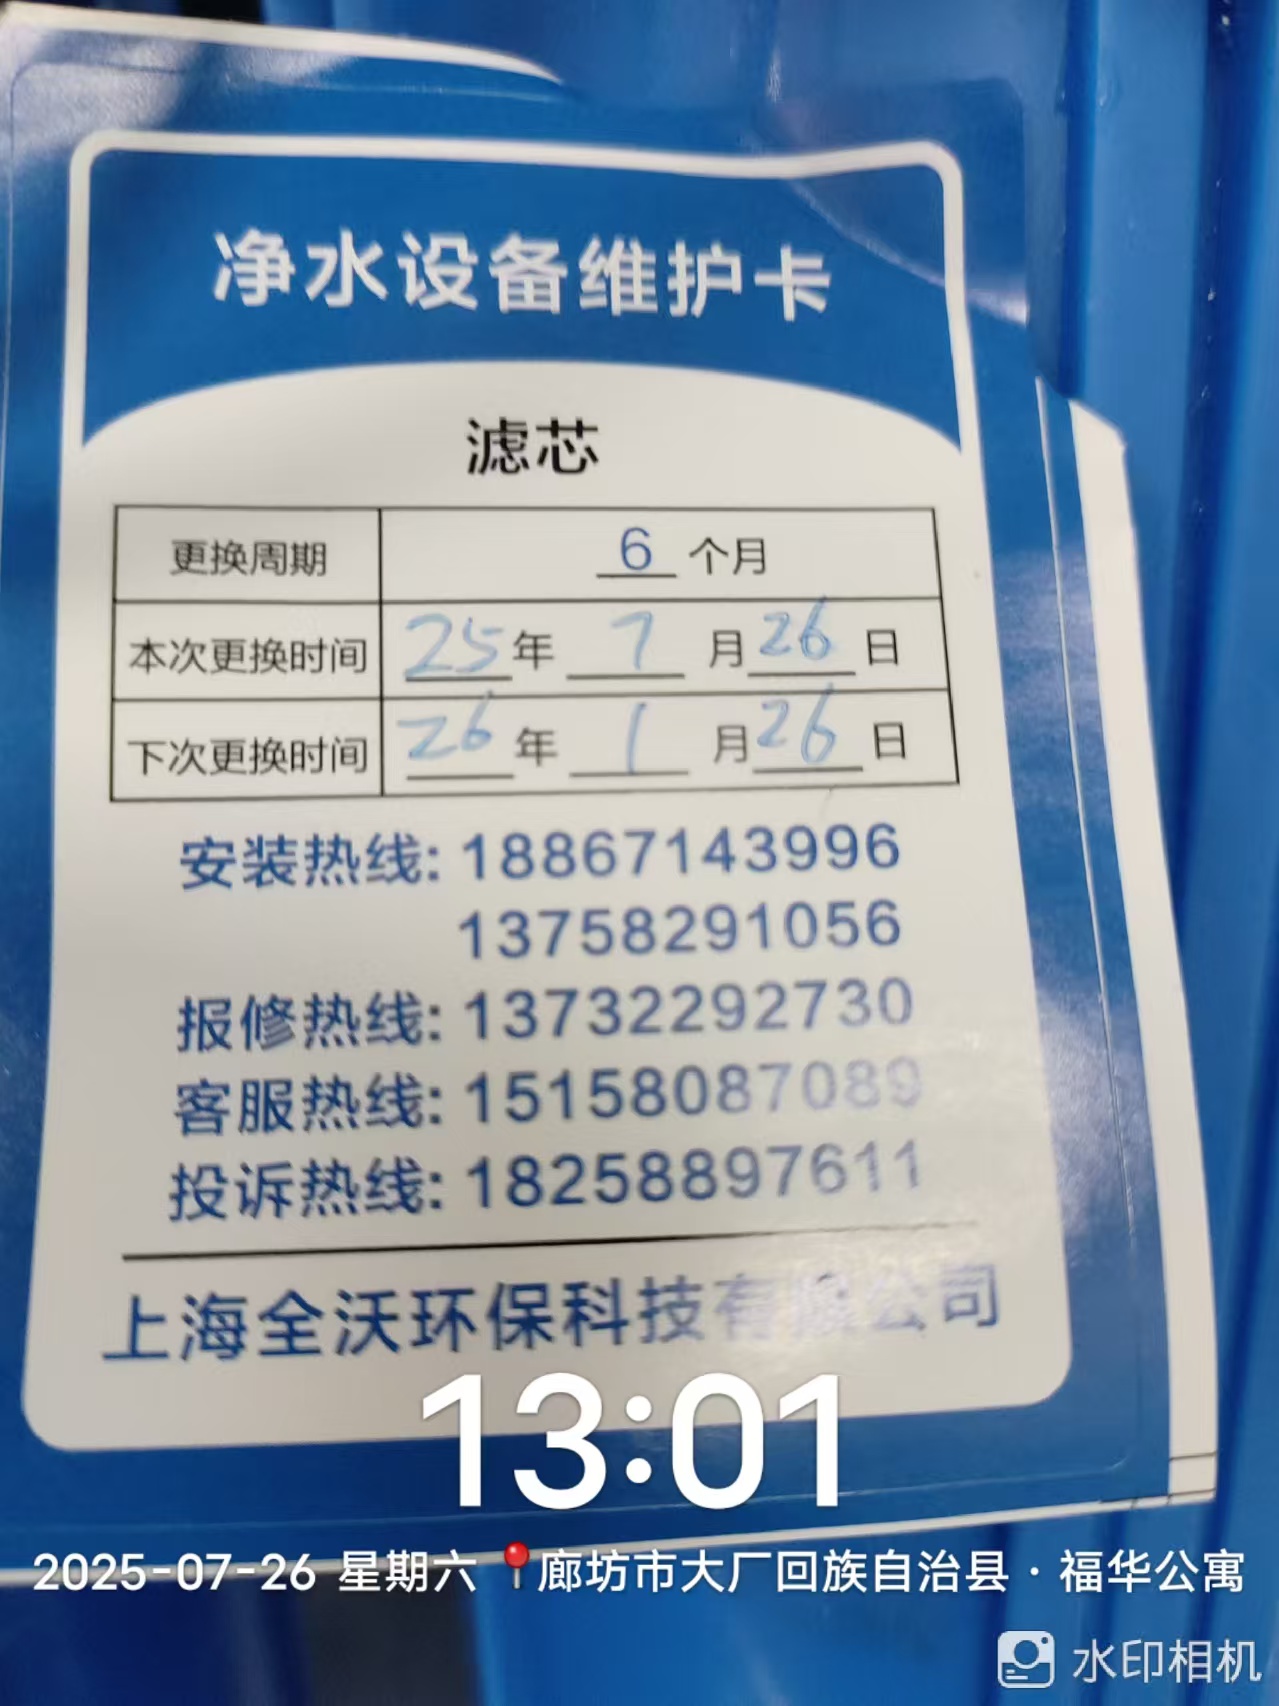 净水设备维护卡
滤芯
更换周期 6 个月
本次更换时间 25 年 7 月 26 日
下次更换时间 26 年 1 月 26 日
安装热线: 18867143996
13758291056
报修热线: 13732292730
客服热线: 15158087089
投诉热线: 18258897611
上海全沃环保科技有限公司
13:01
2025-07-26 星期六 廊坊市大厂回族自治县 · 福华公寓
水印相机